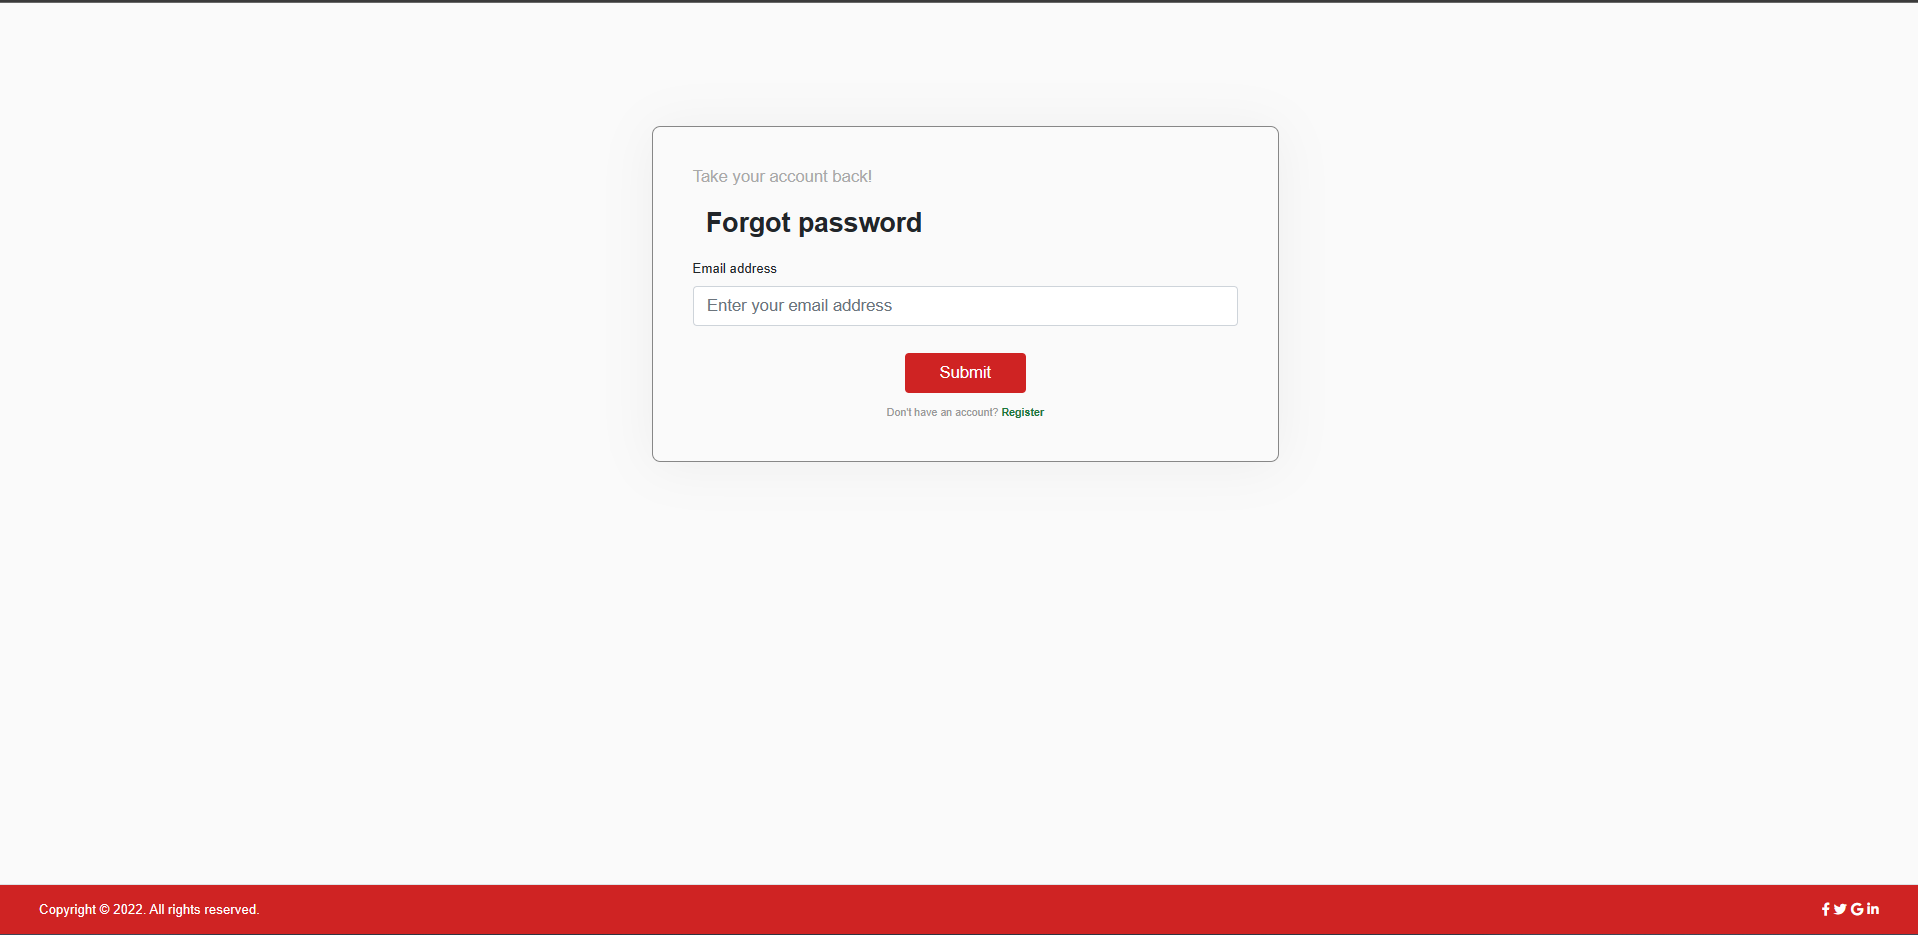 Take your account back!
Forgot password
Email address
Enter your email address
Submit
Don't have an account? Register
Copyright © 2022. All rights reserved.